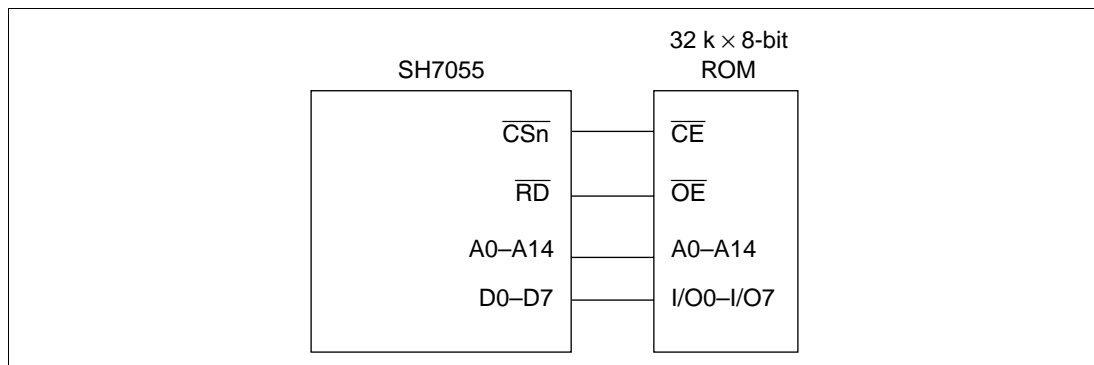 32 k × 8-bit
SH7055 ROM
CSn CE
RD OE
A0–A14 A0–A14
D0–D7 I/O0–I/O7